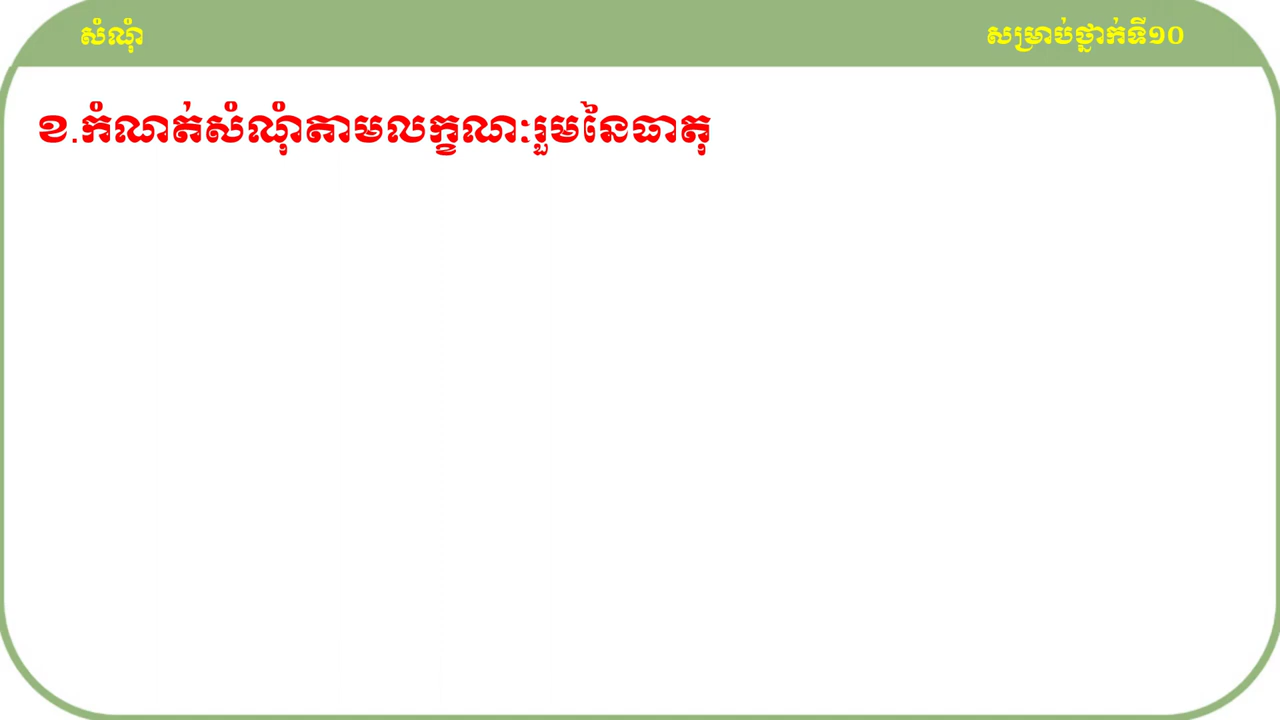 សំណុំ
សម្រាប់ថ្នាក់ទី១០
ខ.កំណត់សំណុំតាមលក្ខណៈរួមនៃធាតុ